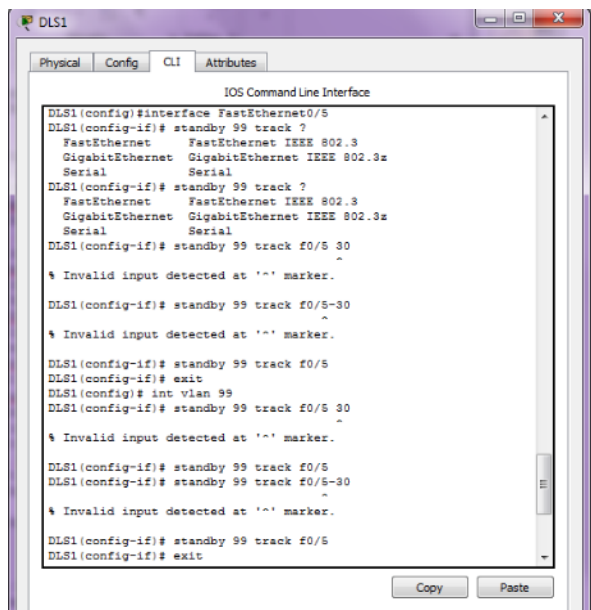 DLS1
Physical Config CLI Attributes
IOS Command Line Interface
DLS1(config)#interface FastEthernet0/5
DLS1(config-if)# standby 99 track ?
FastEthernet FastEthernet IEEE 802.3
GigabitEthernet GigabitEthernet IEEE 802.3z
Serial Serial
DLS1(config-if)# standby 99 track ?
FastEthernet FastEthernet IEEE 802.3
GigabitEthernet GigabitEthernet IEEE 802.3z
Serial Serial
DLS1(config-if)# standby 99 track f0/5 30
^
% Invalid input detected at '^' marker.
DLS1(config-if)# standby 99 track f0/5-30
^
% Invalid input detected at '^' marker.
DLS1(config-if)# standby 99 track f0/5
DLS1(config-if)# exit
DLS1(config)# int vlan 99
DLS1(config-if)# standby 99 track f0/5 30
^
% Invalid input detected at '^' marker.
DLS1(config-if)# standby 99 track f0/5
DLS1(config-if)# standby 99 track f0/5-30
^
% Invalid input detected at '^' marker.
DLS1(config-if)# standby 99 track f0/5
DLS1(config-if)# exit
Copy Paste